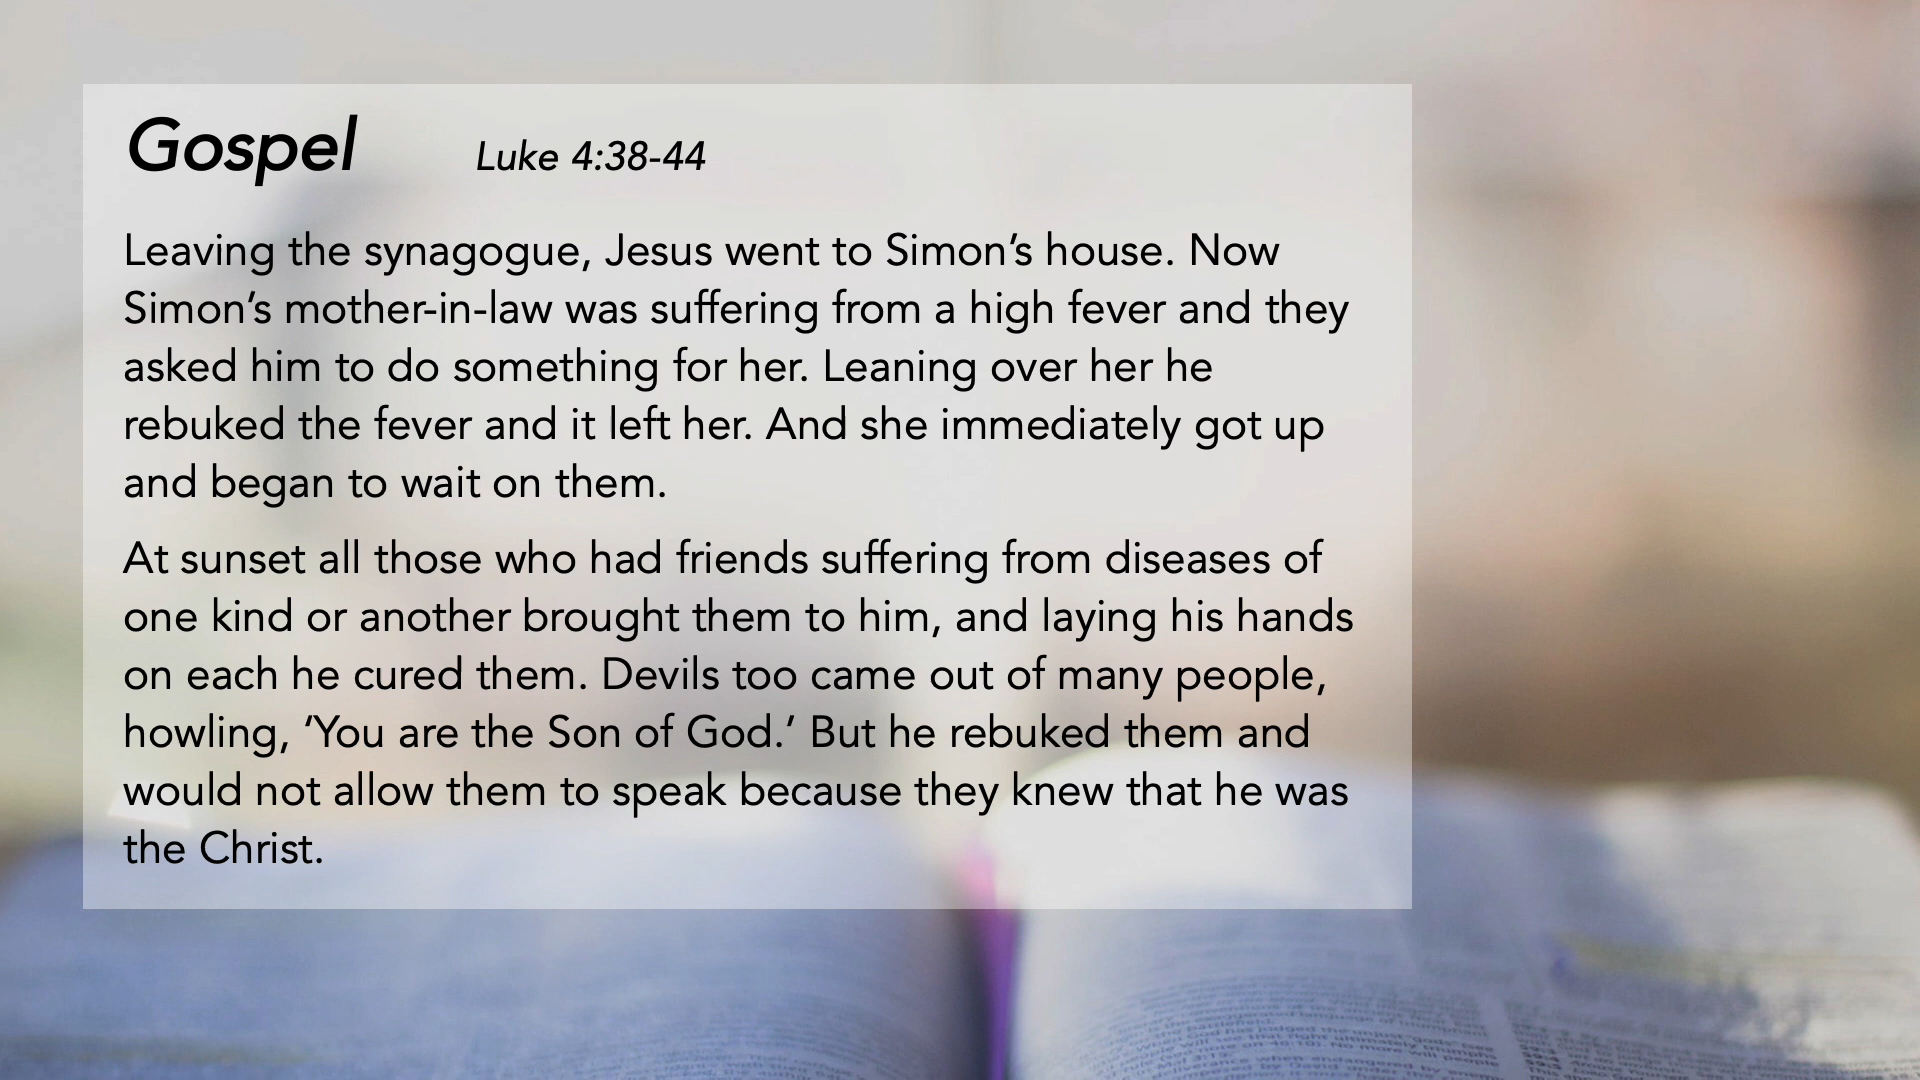 Gospel Luke 4:38-44
Leaving the synagogue, Jesus went to Simon’s house. Now
Simon’s mother-in-law was suffering from a high fever and they
asked him to do something for her. Leaning over her he
rebuked the fever and it left her. And she immediately got up
and began to wait on them.
At sunset all those who had friends suffering from diseases of
one kind or another brought them to him, and laying his hands
on each he cured them. Devils too came out of many people,
howling, ‘You are the Son of God.’ But he rebuked them and
would not allow them to speak because they knew that he was
the Christ.